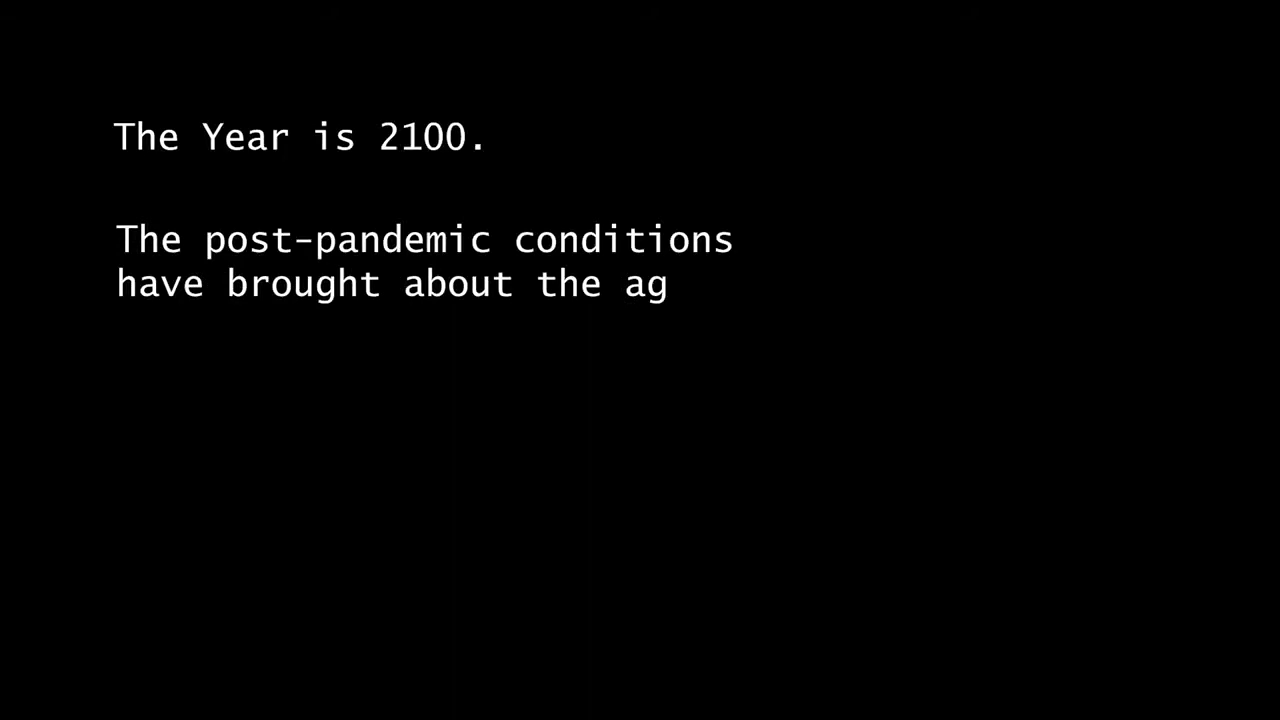 The Year is 2100.
The post-pandemic conditions
have brought about the ag